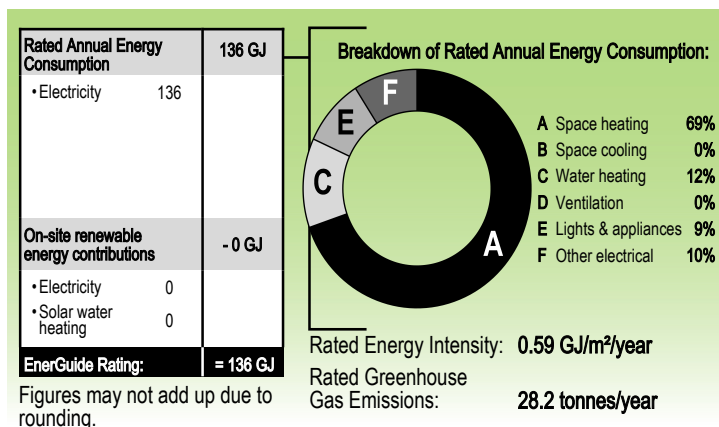 Rated Annual Energy Consumption 136 GJ
• Electricity 136
On-site renewable energy contributions - 0 GJ
• Electricity 0
• Solar water heating 0
EnerGuide Rating: = 136 GJ
Figures may not add up due to
rounding.
Breakdown of Rated Annual Energy Consumption:
F
E
C
A
A Space heating 69%
B Space cooling 0%
C Water heating 12%
D Ventilation 0%
E Lights & appliances 9%
F Other electrical 10%
Rated Energy Intensity: 0.59 GJ/m²/year
Rated Greenhouse
Gas Emissions: 28.2 tonnes/year